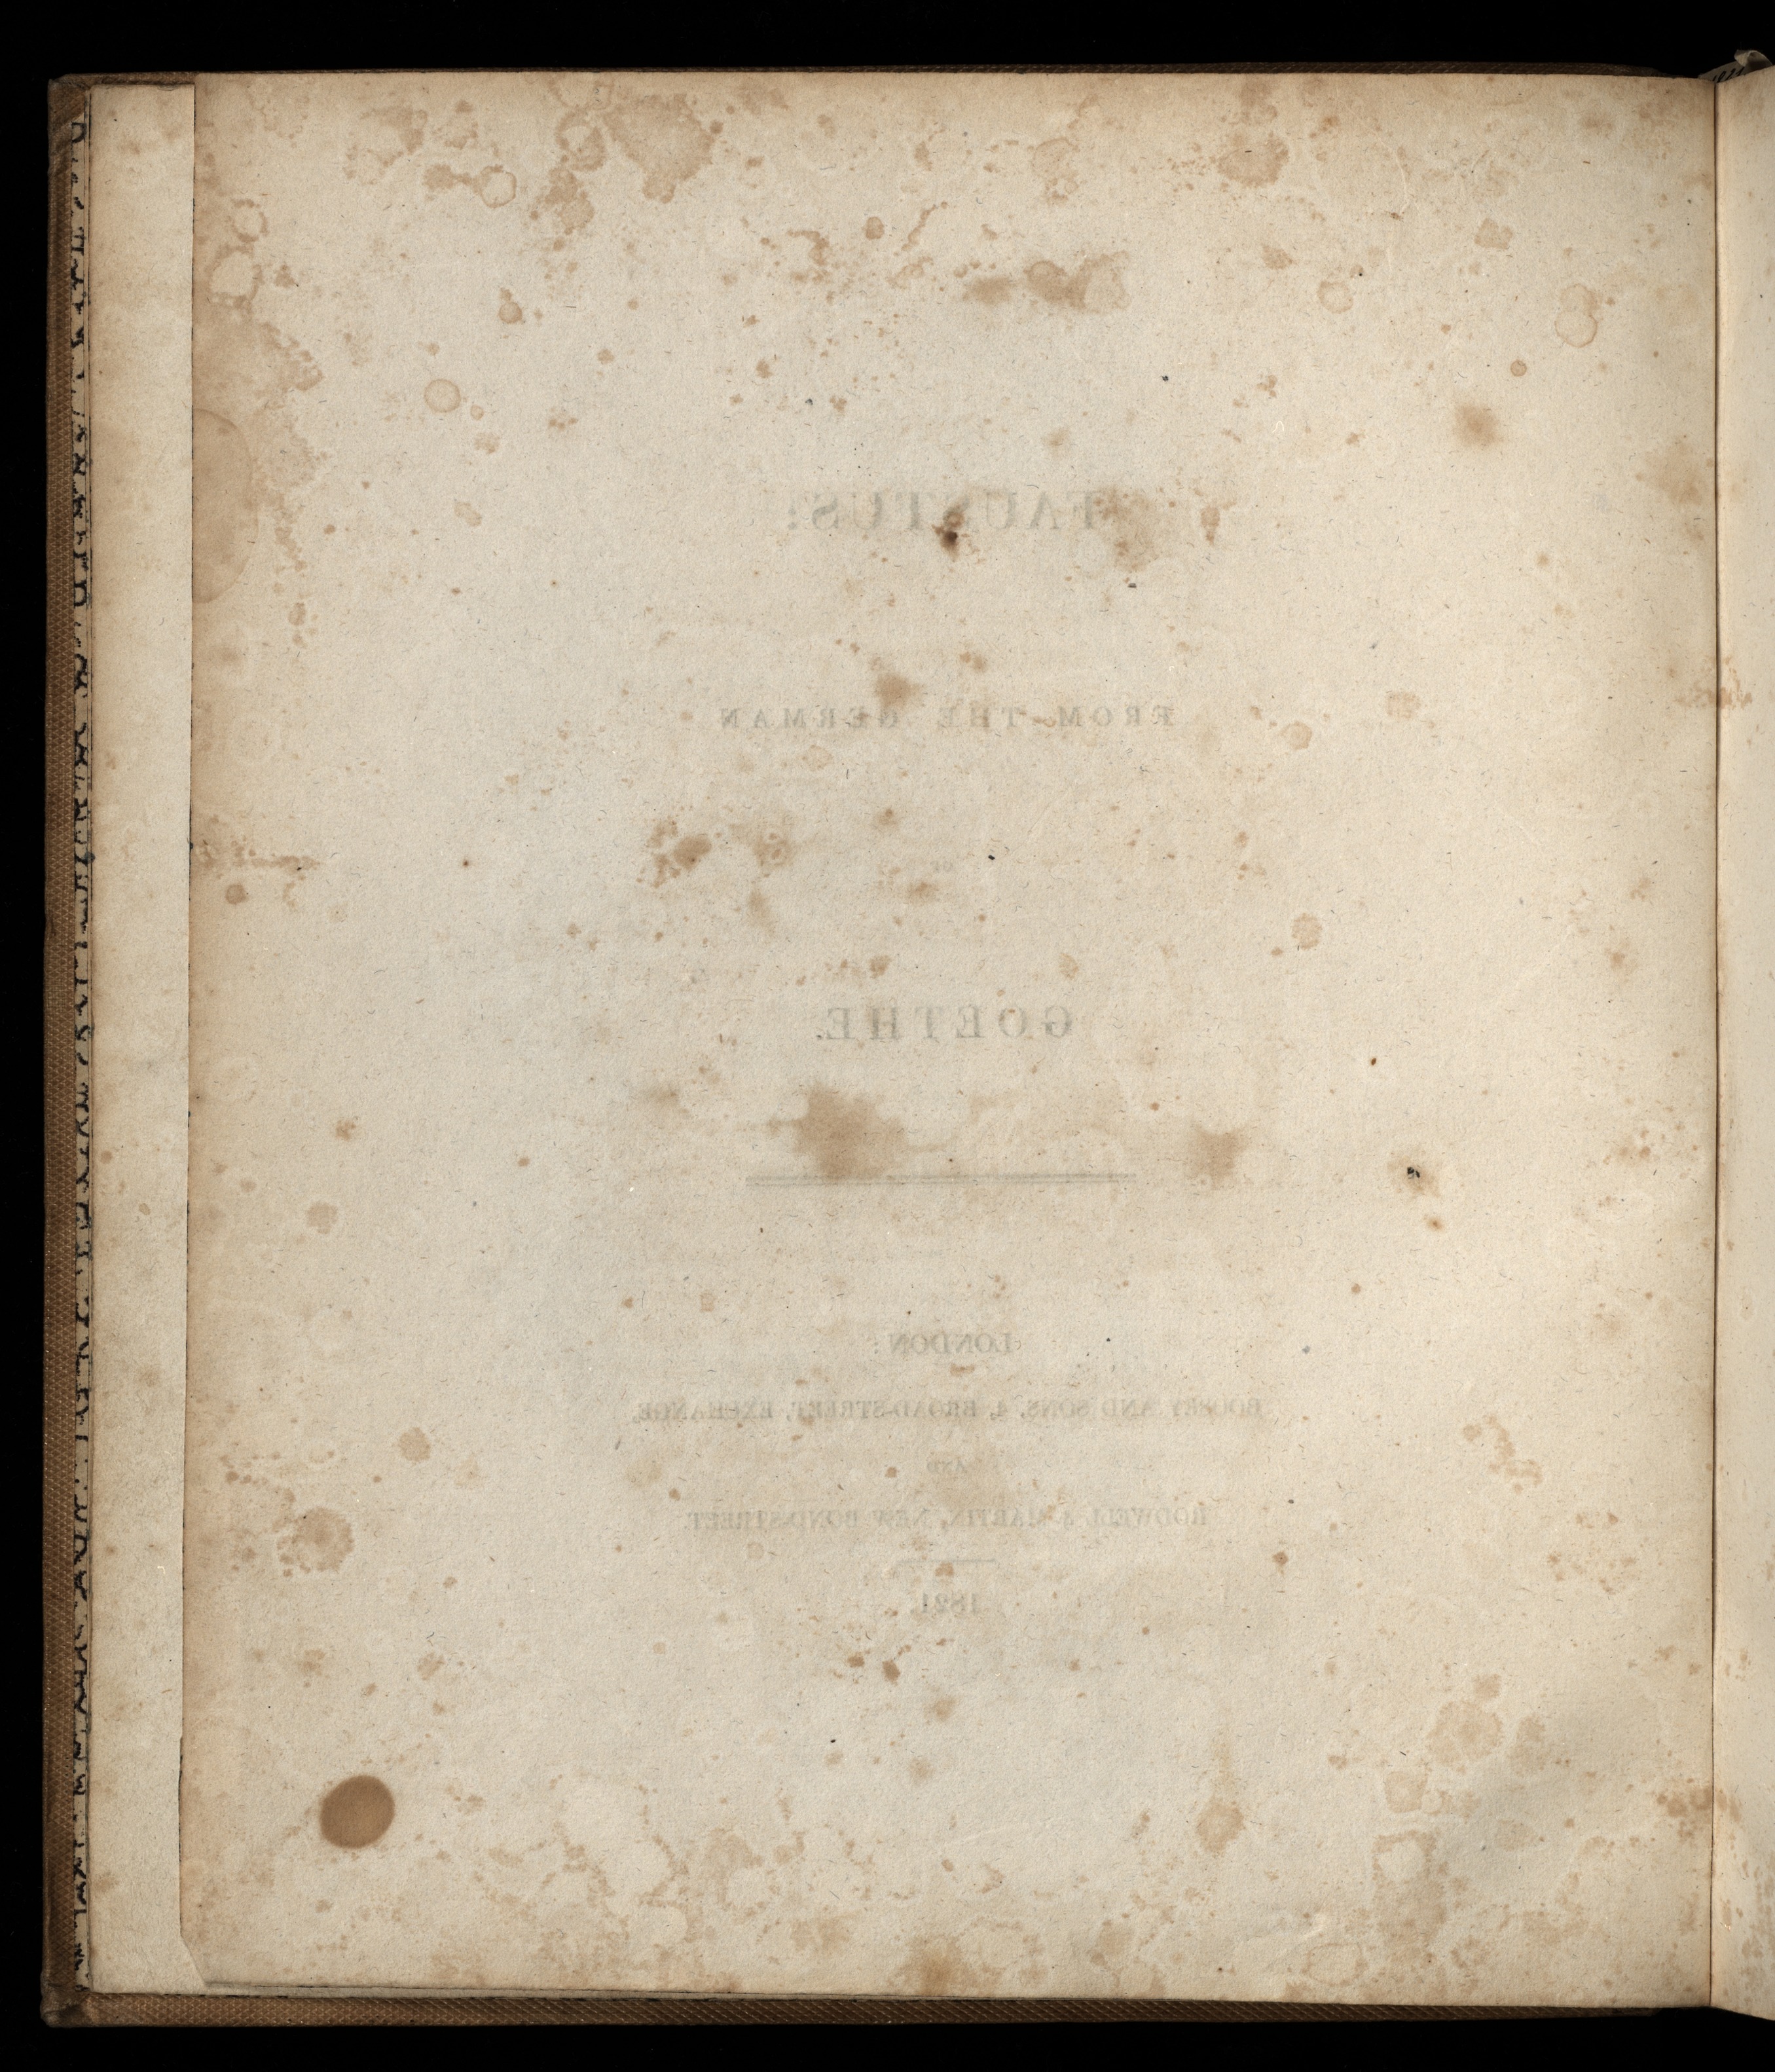 FAUSTUS:
FROM THE GERMAN
OF
GOETHE.
LONDON:
BOOSEY AND SONS, 4, BROAD-STREET, EXCHANGE,
AND
RODWELL & MARTIN, NEW BOND-STREET.
1821.